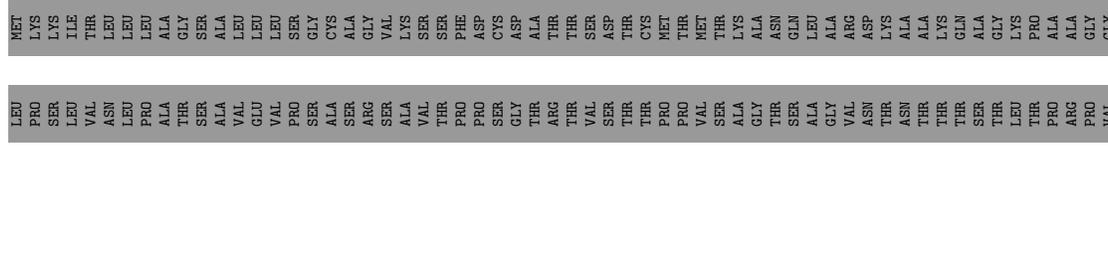 MET LYS LYS ILE THR LEU LEU LEU ALA GLY SER ALA LEU LEU LEU SER GLY CYS ALA GLY VAL LYS SER SER PHE ASP CYS ASP ALA THR THR SER ASP THR CYS MET THR MET THR LYS ALA ASN GLN LEU ALA ARG ASP LYS ALA ALA LYS GLN ALA GLY LYS PRO ALA ALA GLY
LEU PRO SER LEU VAL ASN LEU PRO ALA THR SER ALA VAL GLU VAL PRO SER ALA SER ARG SER ALA VAL THR PRO PRO SER GLY THR ARG THR VAL SER THR THR PRO PRO VAL SER ALA GLY THR SER ALA GLY VAL ASN THR ASN THR THR THR SER THR LEU THR PRO ARG PRO